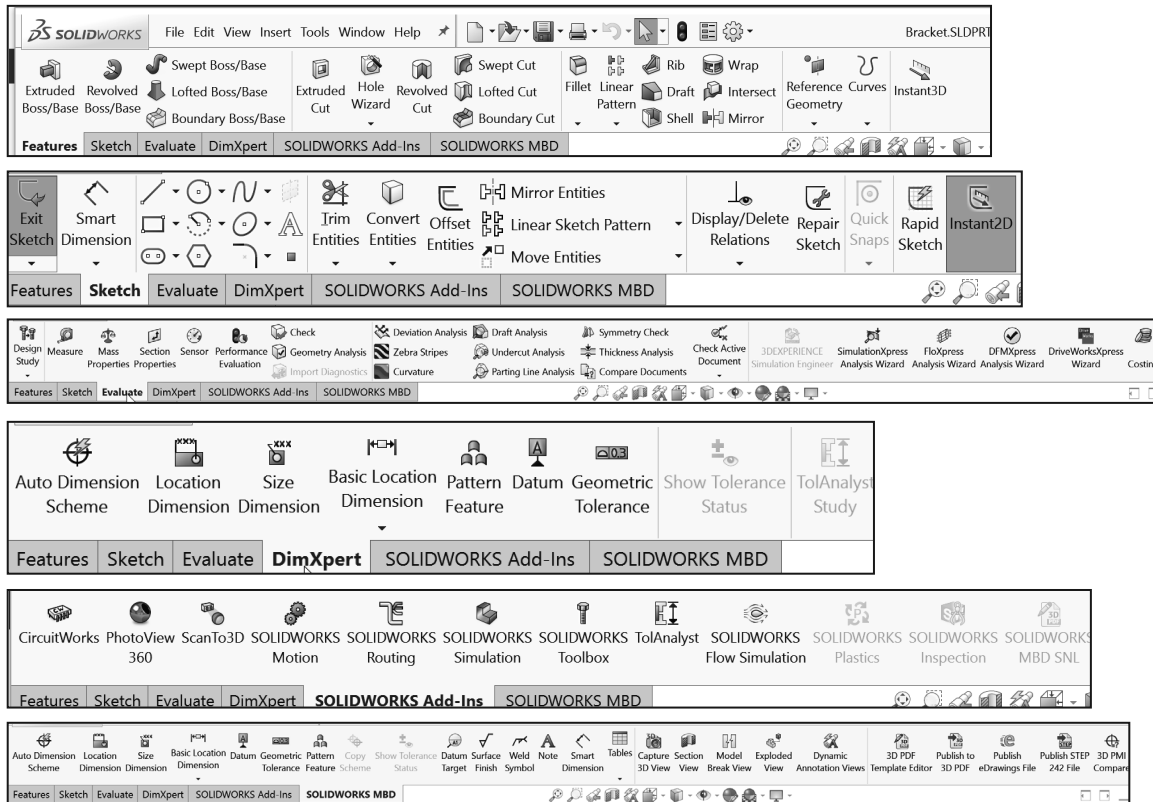 SOLIDWORKS File Edit View Insert Tools Window Help Bracket.SLDPRT
Swept Boss/Base Swept Cut Rib Wrap
Extruded Revolved Lofted Boss/Base Extruded Hole Revolved Lofted Cut Fillet Linear Draft Intersect Reference Curves Instant3D
Boss/Base Boss/Base Cut Wizard Cut Pattern Geometry
Boundary Boss/Base Boundary Cut Shell Mirror
Features Sketch Evaluate DimXpert SOLIDWORKS Add-Ins SOLIDWORKS MBD
Mirror Entities
Exit Smart Trim Convert Offset Linear Sketch Pattern Display/Delete Repair Quick Rapid Instant2D
Sketch Dimension Entities Entities Entities Relations Sketch Snaps Sketch
Move Entities
Features Sketch Evaluate DimXpert SOLIDWORKS Add-Ins SOLIDWORKS MBD
Check Deviation Analysis Draft Analysis Symmetry Check
Design Measure Mass Section Sensor Performance Geometry Analysis Zebra Stripes Undercut Analysis Thickness Analysis Check Active 3DEXPERIENCE SimulationXpress FloXpress DFMXpress DriveWorksXpress Costin
Study Properties Properties Evaluation Document Simulation Engineer Analysis Wizard Analysis Wizard Analysis Wizard Wizard
Import Diagnostics Curvature Parting Line Analysis Compare Documents
Features Sketch Evaluate DimXpert SOLIDWORKS Add-Ins SOLIDWORKS MBD
Auto Dimension Location Size Basic Location Pattern Datum Geometric Show Tolerance TolAnalyst
Scheme Dimension Dimension Dimension Feature Tolerance Status Study
Features Sketch Evaluate DimXpert SOLIDWORKS Add-Ins SOLIDWORKS MBD
CircuitWorks PhotoView ScanTo3D SOLIDWORKS SOLIDWORKS SOLIDWORKS SOLIDWORKS TolAnalyst SOLIDWORKS SOLIDWORKS SOLIDWORKS SOLIDWORKS
360 Motion Routing Simulation Toolbox Flow Simulation Plastics Inspection MBD SNL
Features Sketch Evaluate DimXpert SOLIDWORKS Add-Ins SOLIDWORKS MBD
Auto Dimension Location Size Basic Location Datum Geometric Pattern Copy Show Tolerance Datum Surface Weld Note Smart Tables Capture Section Model Exploded Dynamic 3D PDF Publish to Publish Publish STEP 3D PMI
Scheme Dimension Dimension Dimension Tolerance Feature Scheme Status Target Finish Symbol Dimension 3D View View Break View View Annotation Views Template Editor 3D PDF eDrawings File 242 File Compare
Features Sketch Evaluate DimXpert SOLIDWORKS Add-Ins SOLIDWORKS MBD